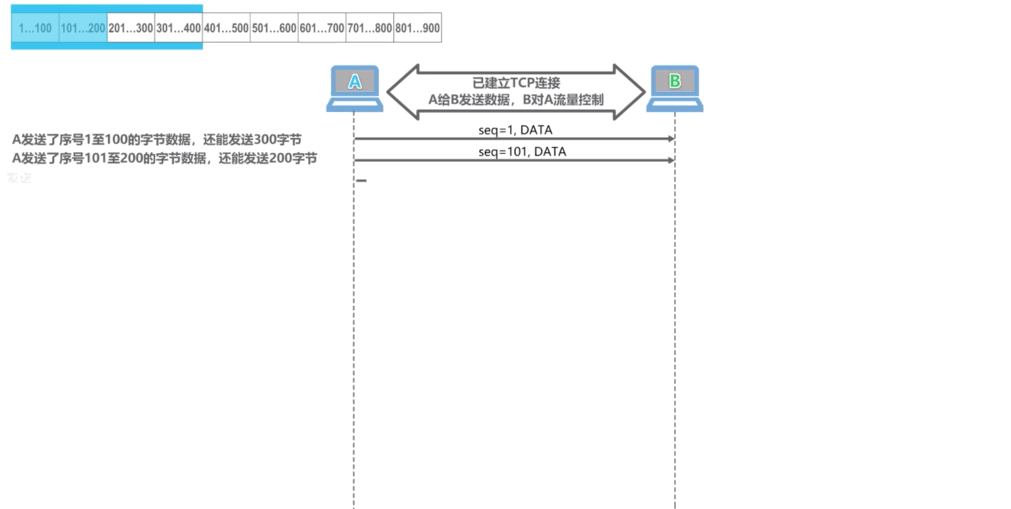 1...100 101...200 201...300 301...400 401...500 501...600 601...700 701...800 801...900
A
B
已建立TCP连接
A给B发送数据，B对A流量控制
seq=1, DATA
A发送了序号1至100的字节数据，还能发送300字节
seq=101, DATA
A发送了序号101至200的字节数据，还能发送200字节
发送